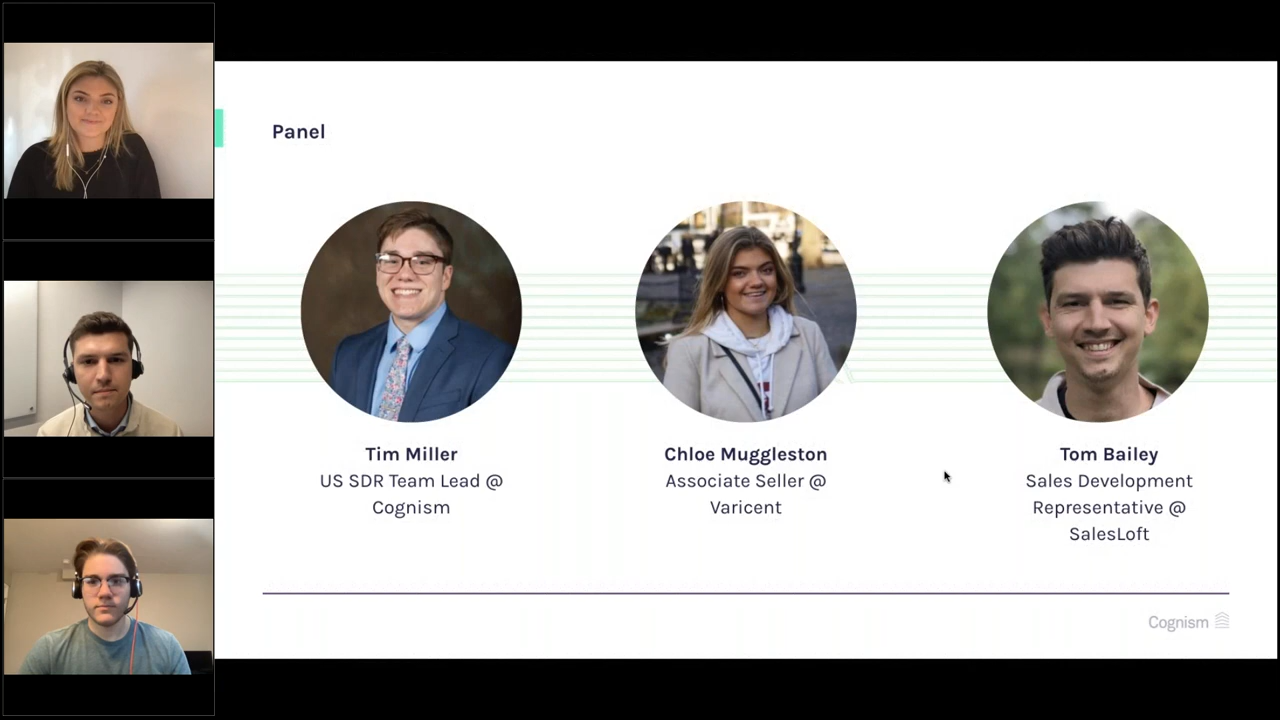 Panel
Tim Miller
US SDR Team Lead @
Cognism
Chloe Muggleston
Associate Seller @
Varicent
Tom Bailey
Sales Development
Representative @
SalesLoft
Cognism